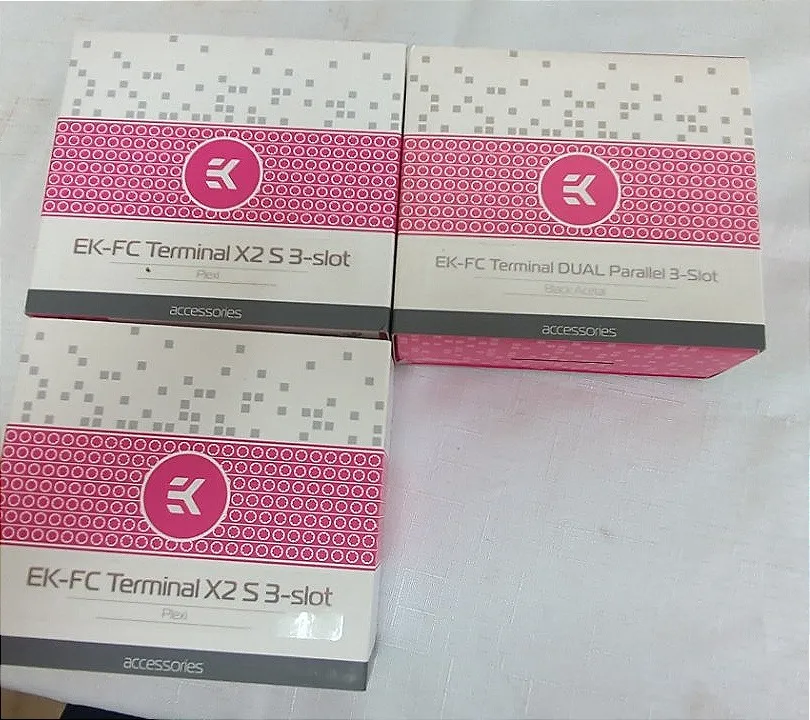 EK-FC Terminal X2 S 3-slot
Plexi
accessories
EK-FC Terminal DUAL Parallel 3-Slot
Black Acetal
accessories
EK-FC Terminal X2 S 3-slot
Plexi
accessories